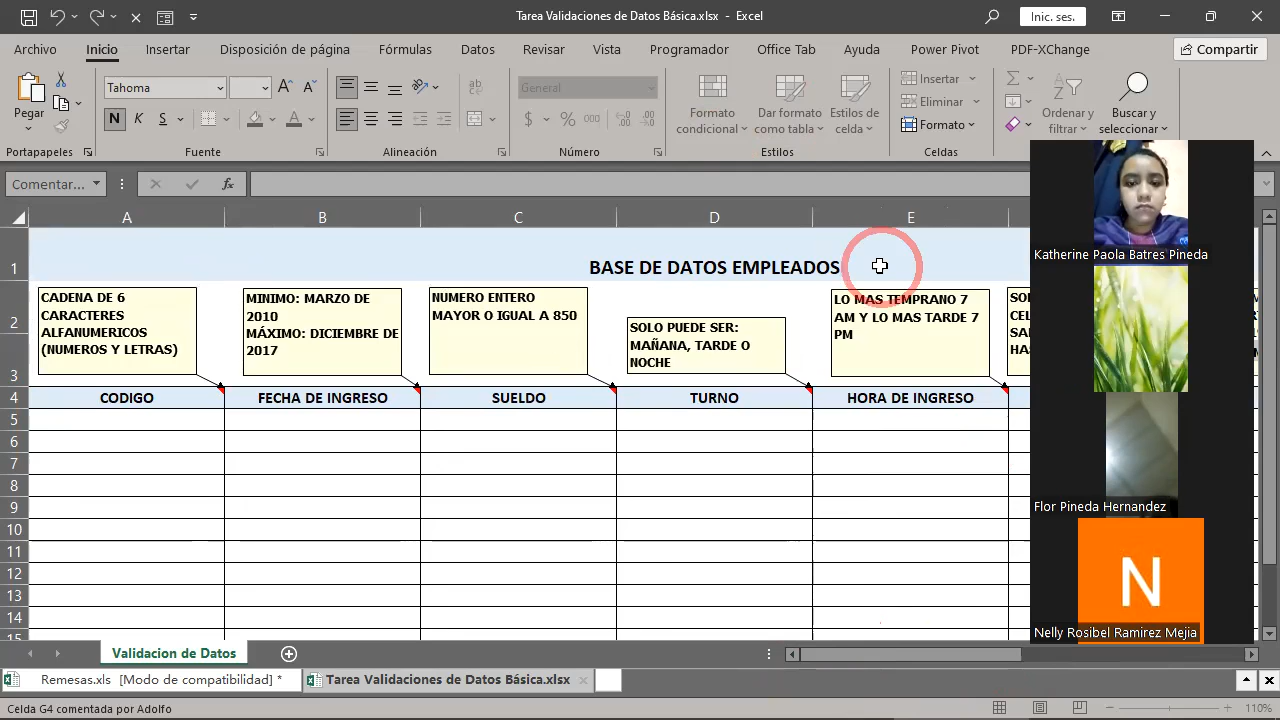 Tarea Validaciones de Datos Básica.xlsx - Excel
Inic. ses.
Archivo Inicio Insertar Disposición de página Fórmulas Datos Revisar Vista Programador Office Tab Ayuda Power Pivot PDF-XChange Compartir
Pegar
Tahoma
N K S
General
$ % 000
Formato condicional
Dar formato como tabla
Estilos de celda
Insertar
Eliminar
Formato
Ordenar y filtrar
Buscar y seleccionar
Portapapeles Fuente Alineación Número Estilos Celdas
Comentar... fx
A B C D E
1 BASE DE DATOS EMPLEADOS
2
3
CADENA DE 6
CARACTERES
ALFANUMERICOS
(NUMEROS Y LETRAS)
MINIMO: MARZO DE
2010
MÁXIMO: DICIEMBRE DE
2017
NUMERO ENTERO
MAYOR O IGUAL A 850
SOLO PUEDE SER:
MAÑANA, TARDE O
NOCHE
LO MAS TEMPRANO 7
AM Y LO MAS TARDE 7
PM
4 CODIGO FECHA DE INGRESO SUELDO TURNO HORA DE INGRESO
5
6
7
8
9
10
11
12
13
14
15
Katherine Paola Batres Pineda
Flor Pineda Hernandez
N
Nelly Rosibel Ramirez Mejia
Validacion de Datos
Remesas.xls [Modo de compatibilidad] *
Tarea Validaciones de Datos Básica.xlsx
Celda G4 comentada por Adolfo
110%